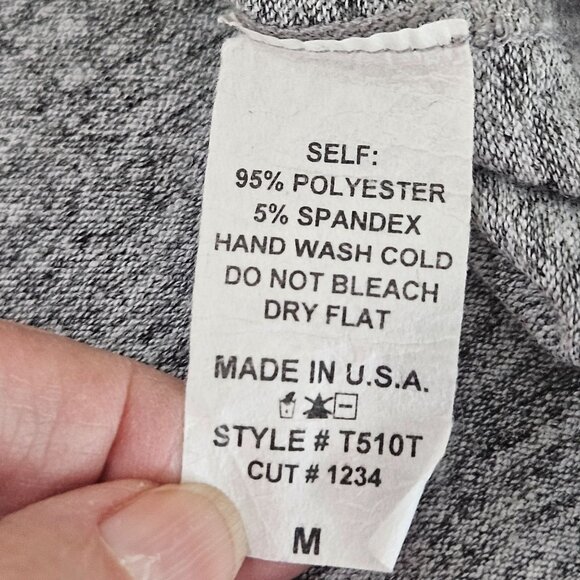 SELF:
95% POLYESTER
5% SPANDEX
HAND WASH COLD
DO NOT BLEACH
DRY FLAT
MADE IN U.S.A.
STYLE # T510T
CUT # 1234
M